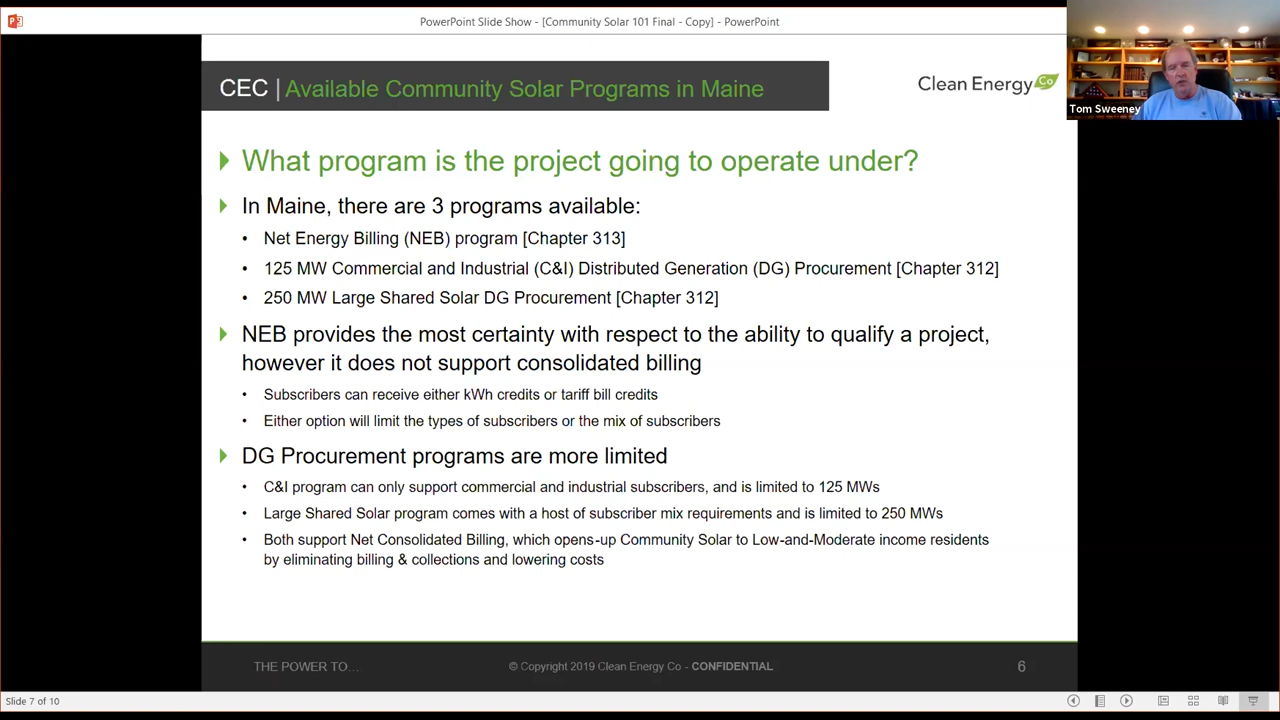 PowerPoint Slide Show - [Community Solar 101 Final - Copy] - PowerPoint
CEC | Available Community Solar Programs in Maine
Clean Energy Co
Tom Sweeney
What program is the project going to operate under?
In Maine, there are 3 programs available:
• Net Energy Billing (NEB) program [Chapter 313]
• 125 MW Commercial and Industrial (C&I) Distributed Generation (DG) Procurement [Chapter 312]
• 250 MW Large Shared Solar DG Procurement [Chapter 312]
NEB provides the most certainty with respect to the ability to qualify a project,
however it does not support consolidated billing
• Subscribers can receive either kWh credits or tariff bill credits
• Either option will limit the types of subscribers or the mix of subscribers
DG Procurement programs are more limited
• C&I program can only support commercial and industrial subscribers, and is limited to 125 MWs
• Large Shared Solar program comes with a host of subscriber mix requirements and is limited to 250 MWs
• Both support Net Consolidated Billing, which opens-up Community Solar to Low-and-Moderate income residents
by eliminating billing & collections and lowering costs
THE POWER TO...
© Copyright 2019 Clean Energy Co - CONFIDENTIAL
6
Slide 7 of 10